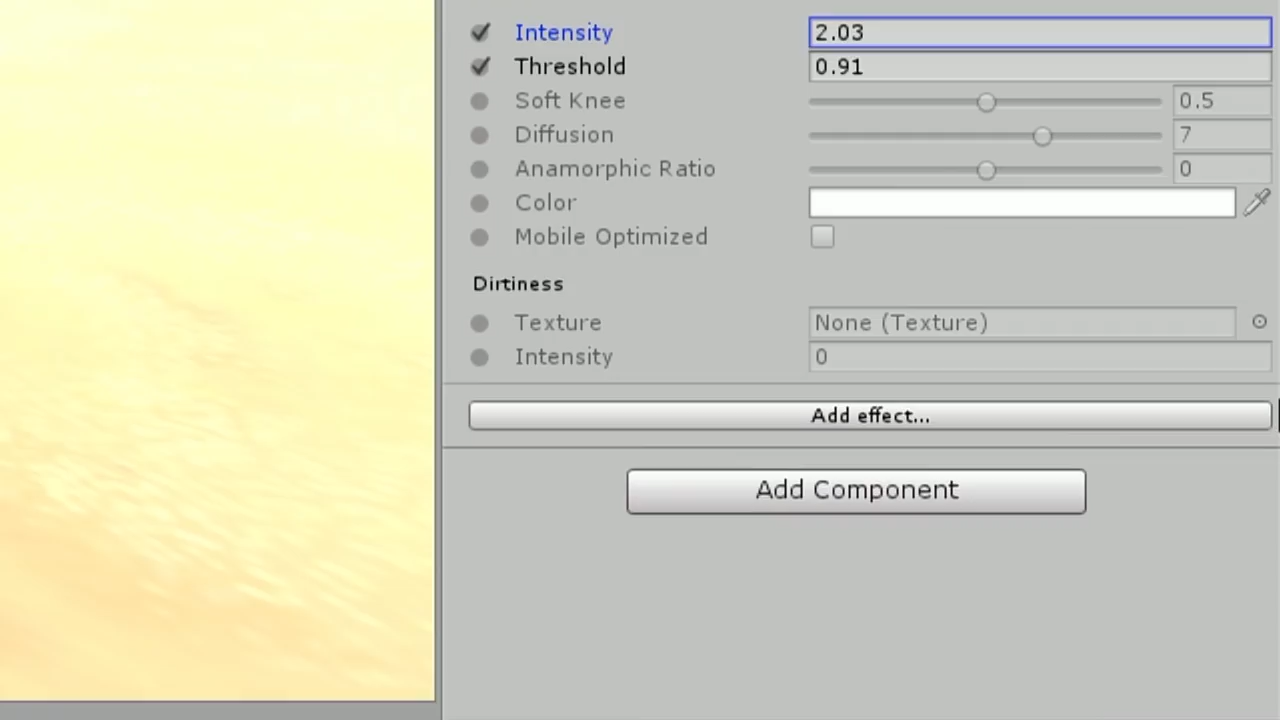 Intensity 2.03
Threshold 0.91
Soft Knee 0.5
Diffusion 7
Anamorphic Ratio 0
Color
Mobile Optimized
Dirtiness
Texture None (Texture)
Intensity 0
Add effect...
Add Component